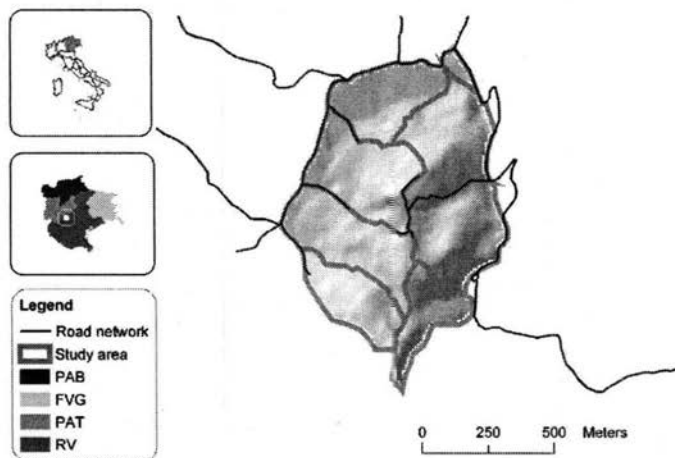 Legend
Road network
Study area
PAB
FVG
PAT
RV
0 250 500 Meters